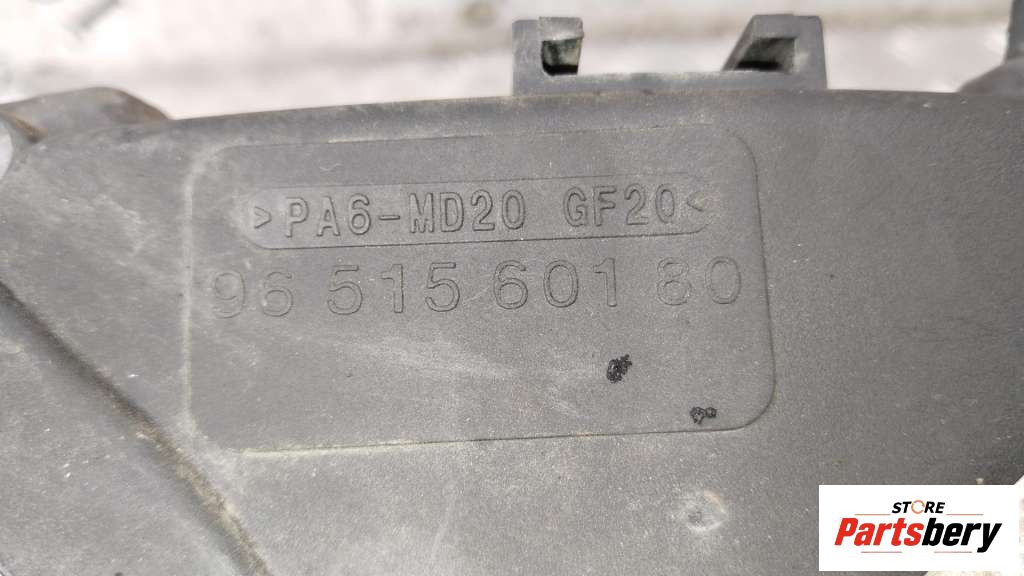 >PA6-MD20 GF20<
96 515 601 80
STORE
Partsbery